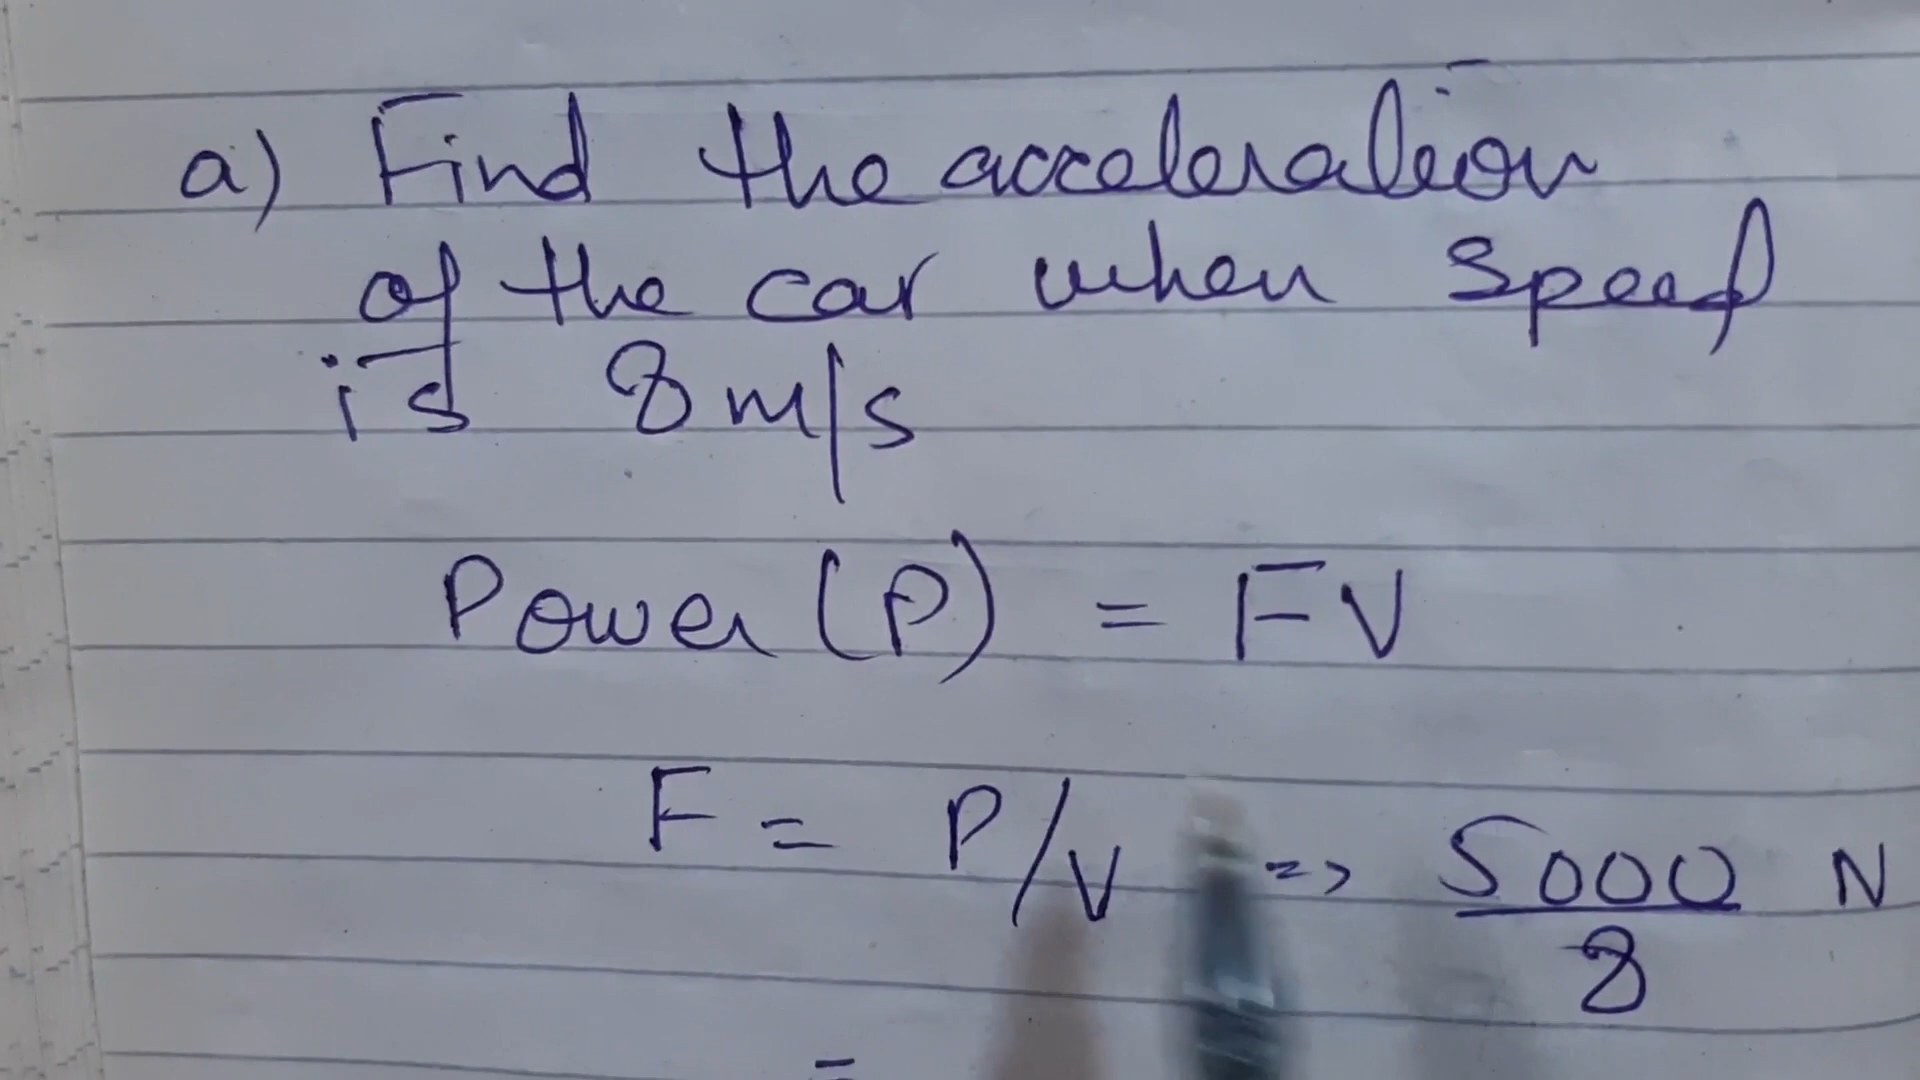 a) Find the acceleration
of the car when speed
is 8 m/s
Power (P) = FV
F = P/V => 5000/8 N
=